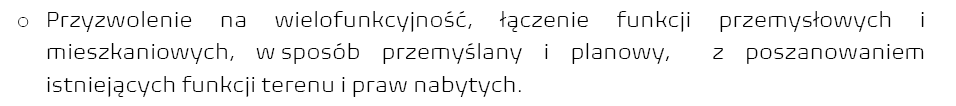 ○ Przyzwolenie na wielofunkcyjność, łączenie funkcji przemysłowych i
mieszkaniowych, w sposób przemyślany i planowy, z poszanowaniem
istniejących funkcji terenu i praw nabytych.